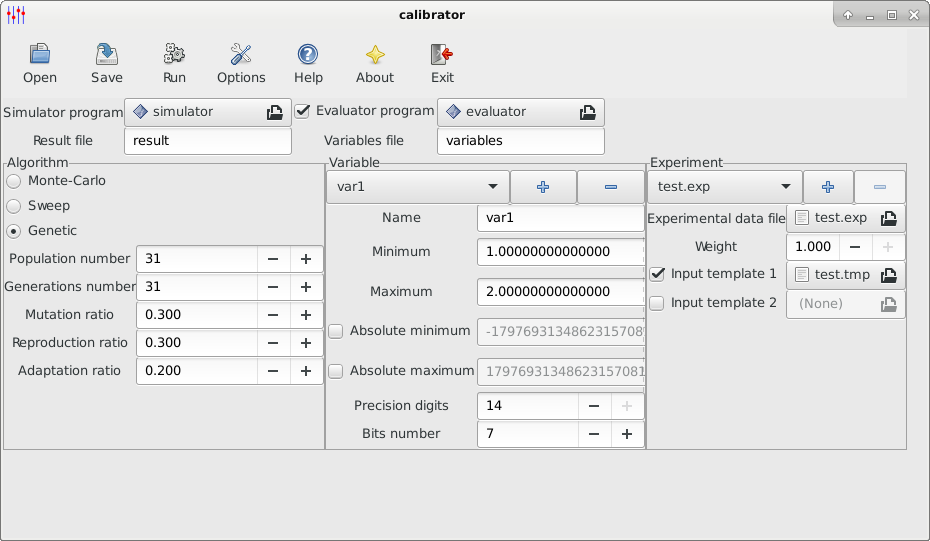 calibrator
Open Save Run Options Help About Exit
Simulator program simulator Evaluator program evaluator
Result file result Variables file variables
Algorithm Variable Experiment
Monte-Carlo
Sweep
Genetic
Population number 31
Generations number 31
Mutation ratio 0.300
Reproduction ratio 0.300
Adaptation ratio 0.200
var1
Name var1
Minimum 1.00000000000000
Maximum 2.00000000000000
Absolute minimum -1797693134862315708
Absolute maximum 17976931348623157081
Precision digits 14
Bits number 7
test.exp
Experimental data file test.exp
Weight 1.000
Input template 1 test.tmp
Input template 2 (None)